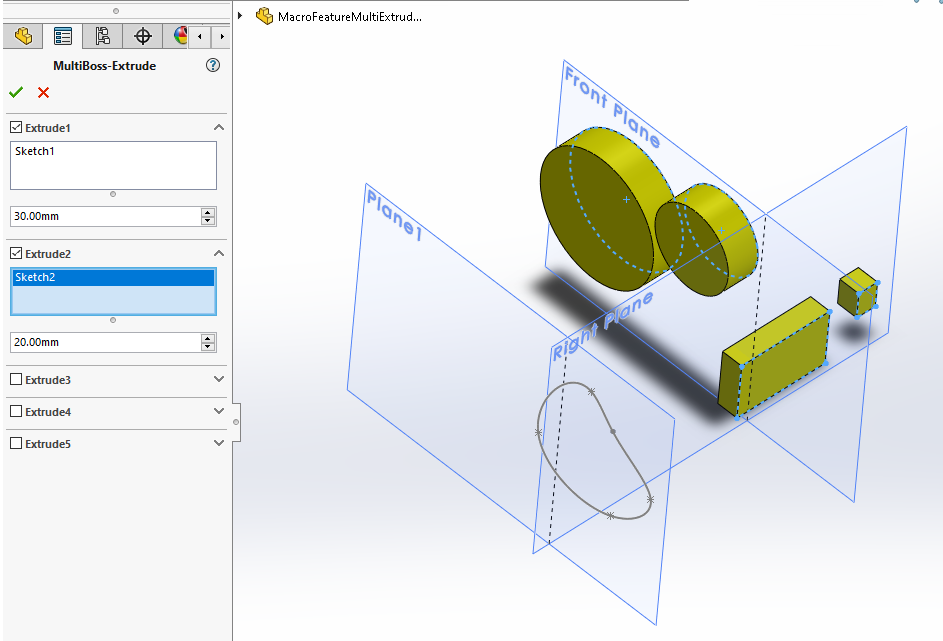 MacroFeatureMultiExtrud...
MultiBoss-Extrude
?
Extrude1
Sketch1
30.00mm
Extrude2
Sketch2
20.00mm
Extrude3
Extrude4
Extrude5
Front Plane
Plane1
Right Plane